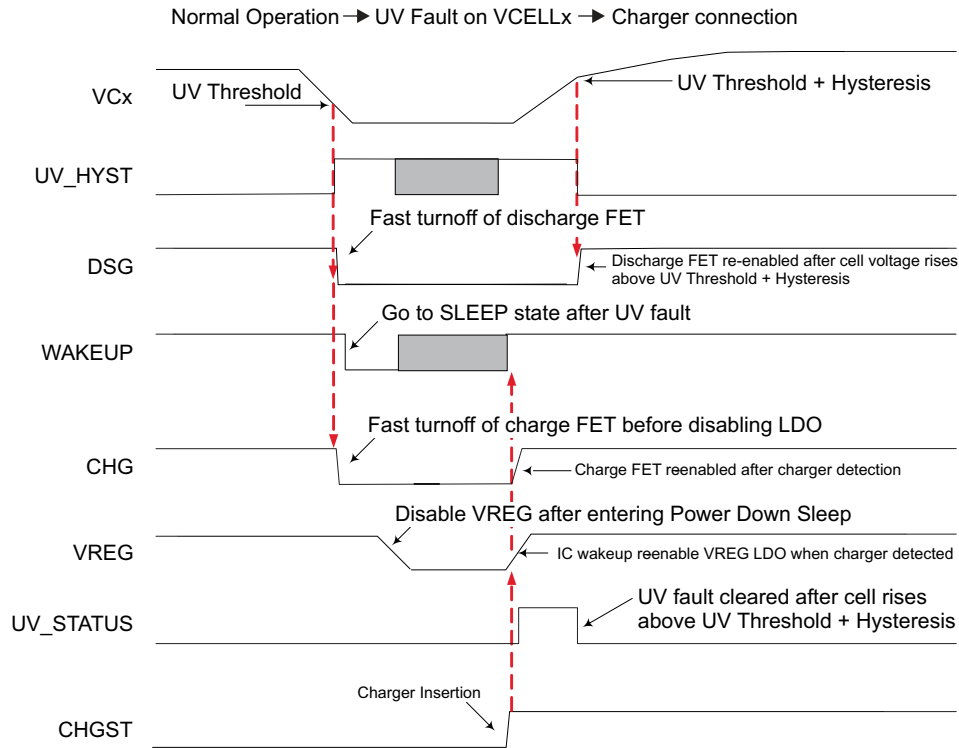 Normal Operation → UV Fault on VCELLx → Charger connection
VCx
UV Threshold
UV Threshold + Hysteresis
UV_HYST
Fast turnoff of discharge FET
DSG
Discharge FET re-enabled after cell voltage rises
above UV Threshold + Hysteresis
Go to SLEEP state after UV fault
WAKEUP
Fast turnoff of charge FET before disabling LDO
CHG
Charge FET reenabled after charger detection
Disable VREG after entering Power Down Sleep
VREG
IC wakeup reenable VREG LDO when charger detected
UV_STATUS
UV fault cleared after cell rises
above UV Threshold + Hysteresis
Charger Insertion
CHGST